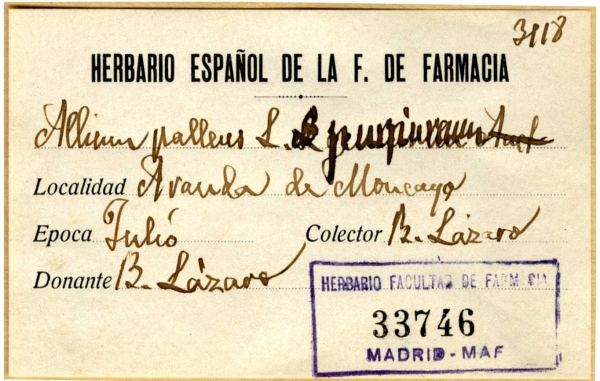 3118
HERBARIO ESPAÑOL DE LA F. DE FARMACIA
Allium pallens L.
Localidad Aranda de Moncayo
Epoca Julió Colector B. Lázaro
Donante B. Lázaro
HERBARIO FACULTAD DE FARMACIA
33746
MADRID - MAF